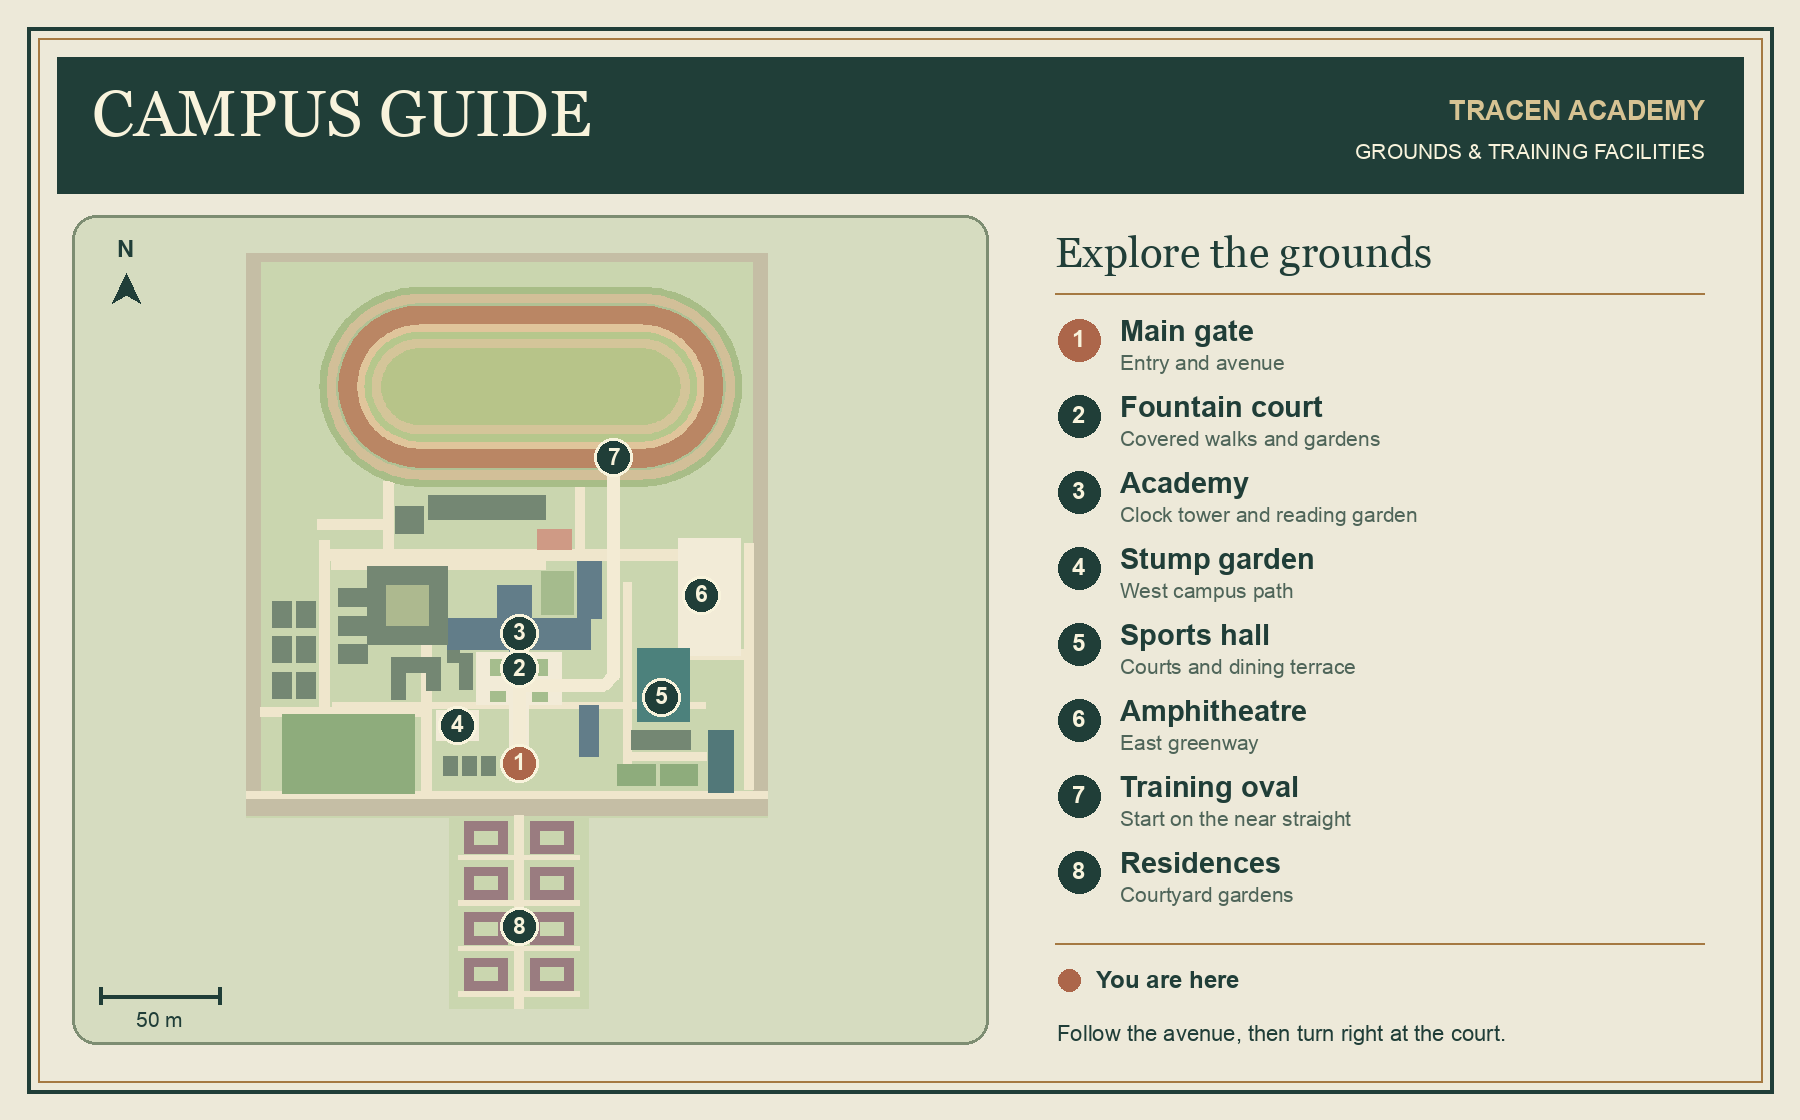 CAMPUS GUIDE
TRACEN ACADEMY
GROUNDS & TRAINING FACILITIES
N
7
6
3
2
5
4
1
8
50 m
Explore the grounds
1 Main gate
Entry and avenue
2 Fountain court
Covered walks and gardens
3 Academy
Clock tower and reading garden
4 Stump garden
West campus path
5 Sports hall
Courts and dining terrace
6 Amphitheatre
East greenway
7 Training oval
Start on the near straight
8 Residences
Courtyard gardens
You are here
Follow the avenue, then turn right at the court.